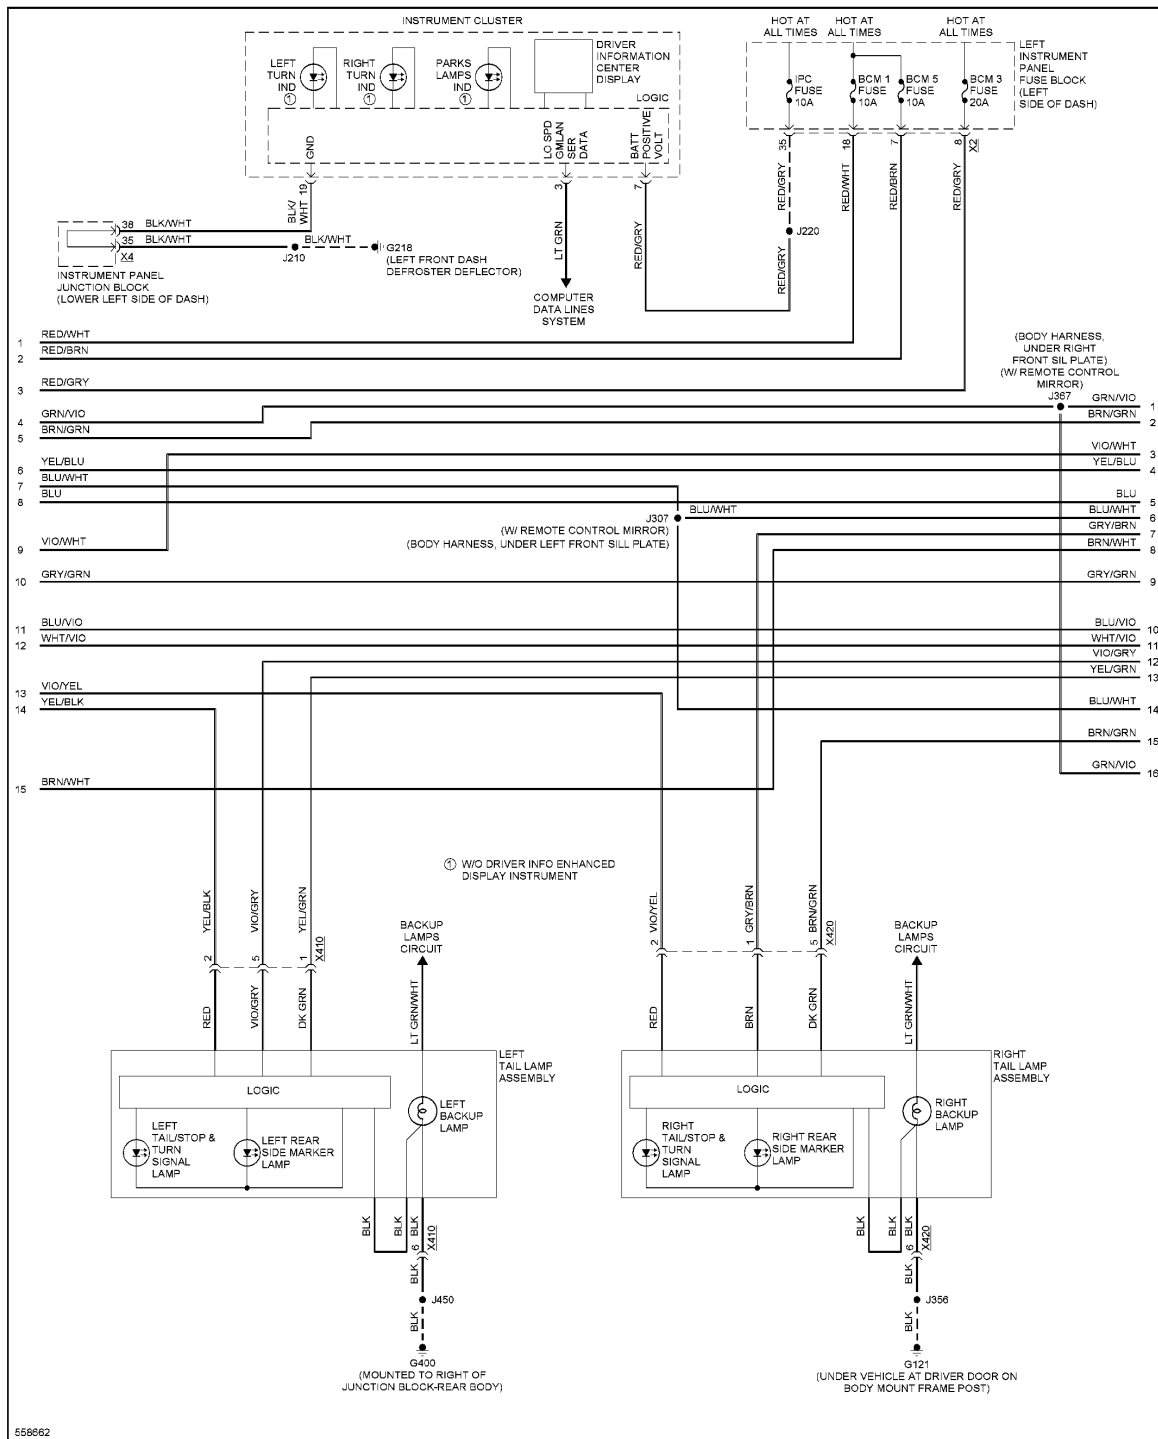 INSTRUMENT CLUSTER
LEFT
TURN
IND
1
RIGHT
TURN
IND
1
PARKS
LAMPS
IND
1
DRIVER
INFORMATION
CENTER
DISPLAY
LOGIC
GND
LO SPD
GMLAN
SER
DATA
BATT
POSITIVE
VOLT
19
3
7
BLK/
WHT
LT GRN
RED/GRY
HOT AT
ALL TIMES
HOT AT
ALL TIMES
HOT AT
ALL TIMES
IPC
FUSE
10A
BCM 1
FUSE
10A
BCM 5
FUSE
10A
BCM 3
FUSE
20A
LEFT
INSTRUMENT
PANEL
FUSE BLOCK
(LEFT
SIDE OF DASH)
35
18
7
8
X2
RED/GRY
RED/WHT
RED/BRN
RED/GRY
J220
RED/GRY
38
BLK/WHT
35
BLK/WHT
X4
J210
BLK/WHT
G218
(LEFT FRONT DASH
DEFROSTER DEFLECTOR)
INSTRUMENT PANEL
JUNCTION BLOCK
(LOWER LEFT SIDE OF DASH)
COMPUTER
DATA LINES
SYSTEM
1
RED/WHT
2
RED/BRN
3
RED/GRY
4
GRN/VIO
5
BRN/GRN
6
YEL/BLU
7
BLU/WHT
8
BLU
9
VIO/WHT
10
GRY/GRN
11
BLU/VIO
12
WHT/VIO
13
VIO/YEL
14
YEL/BLK
15
BRN/WHT
(BODY HARNESS,
UNDER RIGHT
FRONT SIL PLATE)
(W/ REMOTE CONTROL
MIRROR)
J367
J307
BLU/WHT
(W/ REMOTE CONTROL MIRROR)
(BODY HARNESS, UNDER LEFT FRONT SILL PLATE)
GRN/VIO
1
BRN/GRN
2
VIO/WHT
3
YEL/BLU
4
BLU
5
BLU/WHT
6
GRY/BRN
7
BRN/WHT
8
GRY/GRN
9
BLU/VIO
10
WHT/VIO
11
VIO/GRY
12
YEL/GRN
13
BLU/WHT
14
BRN/GRN
15
GRN/VIO
16
1 W/O DRIVER INFO ENHANCED
DISPLAY INSTRUMENT
YEL/BLK
VIO/GRY
YEL/GRN
2
5
1
X410
RED
VIO/GRY
DK GRN
BACKUP
LAMPS
CIRCUIT
LT GRN/WHT
LEFT
TAIL LAMP
ASSEMBLY
LOGIC
LEFT
TAIL/STOP &
TURN
SIGNAL
LAMP
LEFT REAR
SIDE MARKER
LAMP
LEFT
BACKUP
LAMP
BLK
BLK
BLK
6
X410
BLK
J450
BLK
G400
(MOUNTED TO RIGHT OF
JUNCTION BLOCK-REAR BODY)
VIO/YEL
GRY/BRN
BRN/GRN
2
1
5
X420
RED
BRN
DK GRN
BACKUP
LAMPS
CIRCUIT
LT GRN/WHT
RIGHT
TAIL LAMP
ASSEMBLY
LOGIC
RIGHT
TAIL/STOP &
TURN
SIGNAL
LAMP
RIGHT REAR
SIDE MARKER
LAMP
RIGHT
BACKUP
LAMP
BLK
BLK
BLK
6
X420
BLK
J356
BLK
G121
(UNDER VEHICLE AT DRIVER DOOR ON
BODY MOUNT FRAME POST)
558662